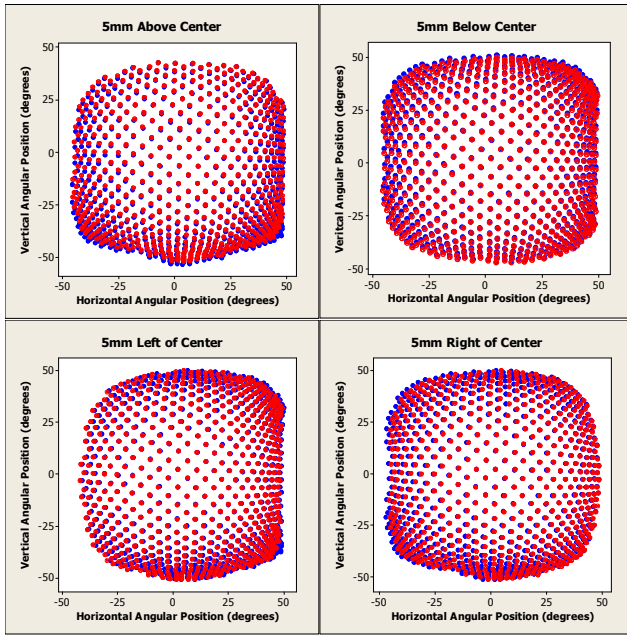 5mm Above Center
Vertical Angular Position (degrees)
50
25
0
-25
-50
-50 -25 0 25 50
Horizontal Angular Position (degrees)
5mm Below Center
Veritcal Angular Position (degrees)
50
25
0
-25
-50
-50 -25 0 25 50
Horizontal Angular Position (degrees)
5mm Left of Center
Vertical Angular Position (degrees)
50
25
0
-25
-50
-50 -25 0 25 50
Horizontal Angular Position (degrees)
5mm Right of Center
Vertical Angular Position (degrees)
50
25
0
-25
-50
-50 -25 0 25 50
Horizontal Angular Position (degrees)